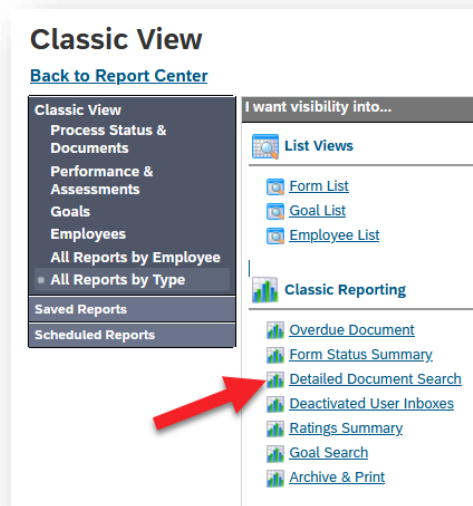 Classic View
Back to Report Center
Classic View
Process Status &
Documents
Performance &
Assessments
Goals
Employees
All Reports by Employee
All Reports by Type
Saved Reports
Scheduled Reports
I want visibility into...
List Views
Form List
Goal List
Employee List
Classic Reporting
Overdue Document
Form Status Summary
Detailed Document Search
Deactivated User Inboxes
Ratings Summary
Goal Search
Archive & Print